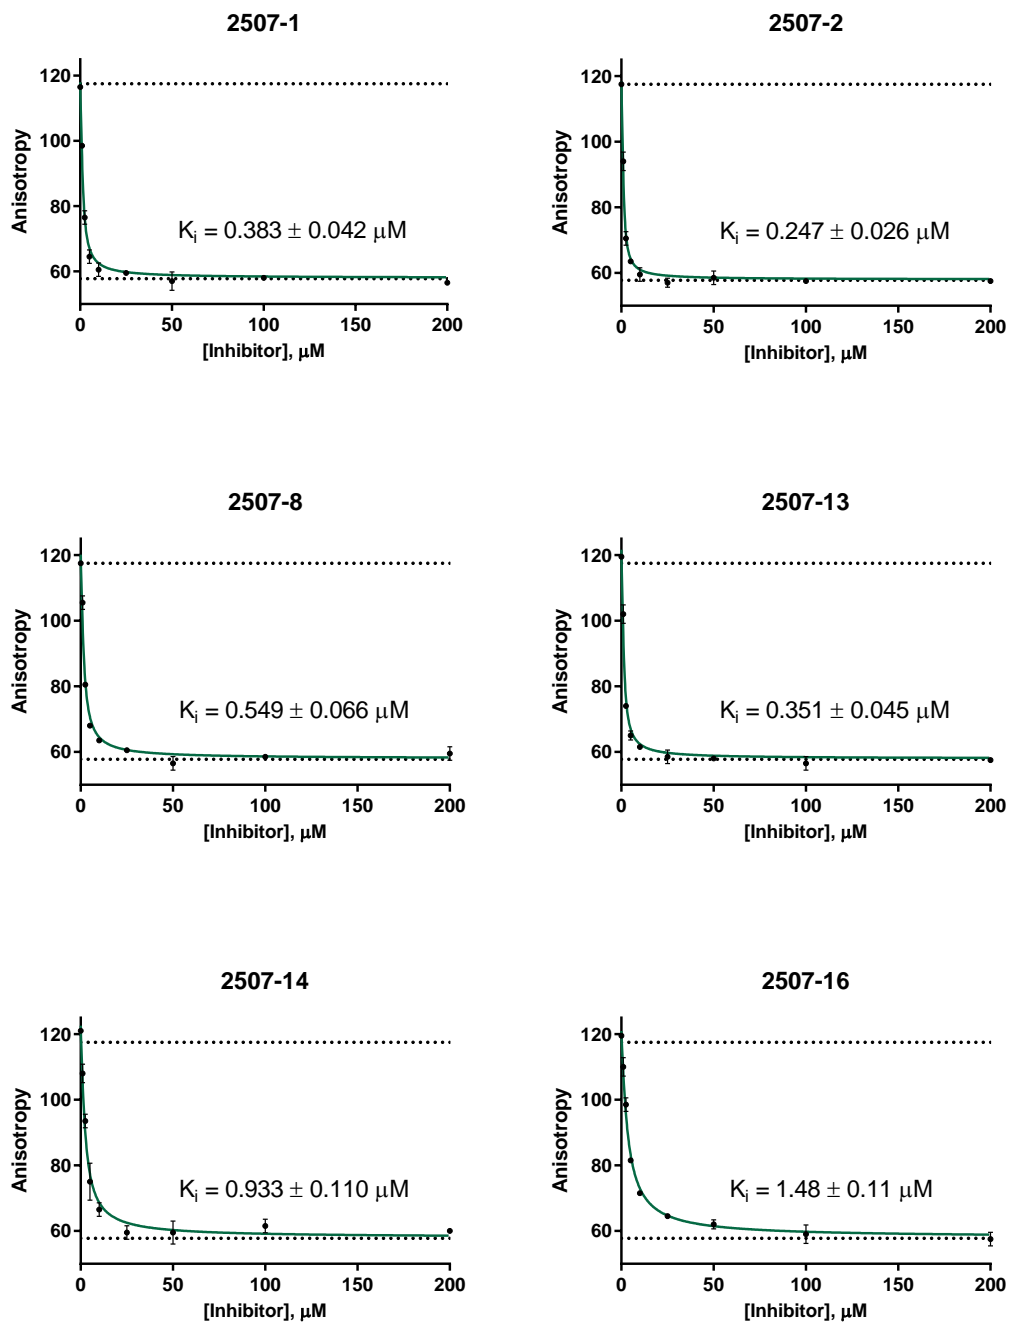 2507-1
120
100
80
60
Anisotropy
K_i = 0.383 ± 0.042 μM
0 50 100 150 200
[Inhibitor], μM
2507-2
120
100
80
60
Anisotropy
K_i = 0.247 ± 0.026 μM
0 50 100 150 200
[Inhibitor], μM
2507-8
120
100
80
60
Anisotropy
K_i = 0.549 ± 0.066 μM
0 50 100 150 200
[Inhibitor], μM
2507-13
120
100
80
60
Anisotropy
K_i = 0.351 ± 0.045 μM
0 50 100 150 200
[Inhibitor], μM
2507-14
120
100
80
60
Anisotropy
K_i = 0.933 ± 0.110 μM
0 50 100 150 200
[Inhibitor], μM
2507-16
120
100
80
60
Anisotropy
K_i = 1.48 ± 0.11 μM
0 50 100 150 200
[Inhibitor], μM